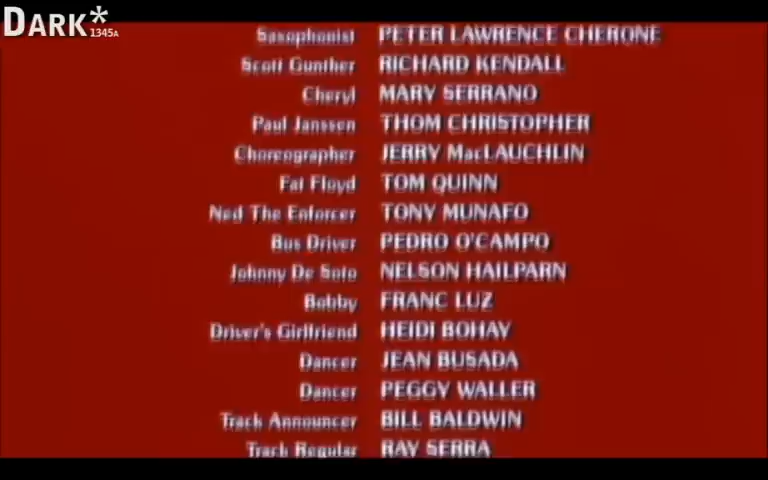 DARK*
1345A
Saxophonist PETER LAWRENCE CHERONE
Scott Gunther RICHARD KENDALL
Cheryl MARY SERRANO
Paul Janssen THOM CHRISTOPHER
Choreographer JERRY MacLAUCHLIN
Fat Floyd TOM QUINN
Ned The Enforcer TONY MUNAFO
Bus Driver PEDRO O'CAMPO
Johnny De Soto NELSON HAILPARN
Bobby FRANC LUZ
Driver's Girlfriend HEIDI BOHAY
Dancer JEAN BUSADA
Dancer PEGGY WALLER
Track Announcer BILL BALDWIN
Track Regular RAY SERRA